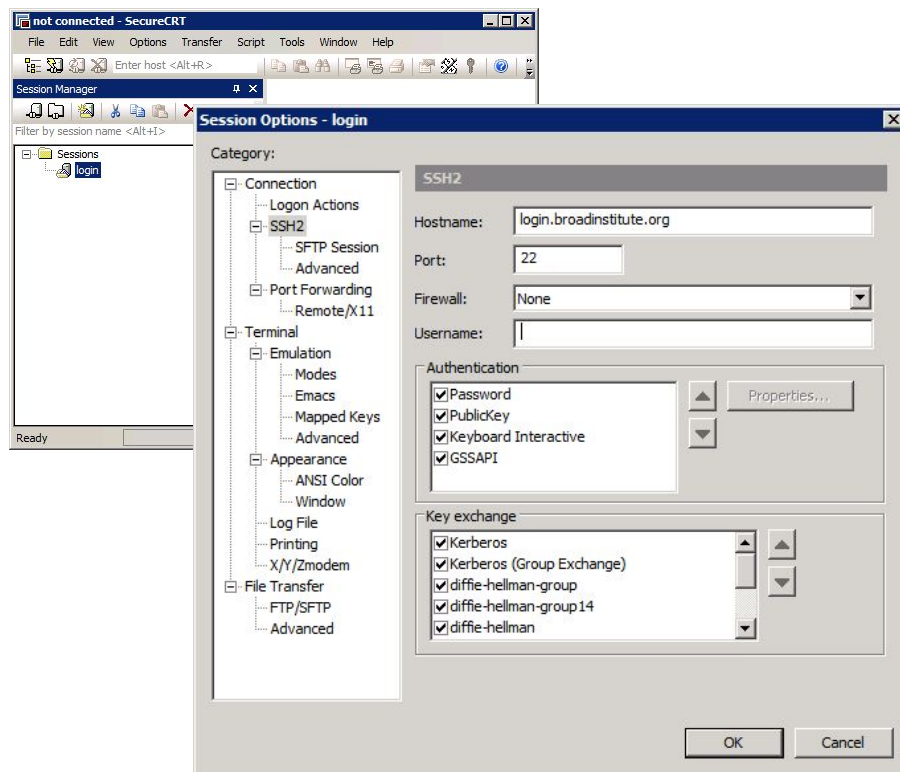 not connected - SecureCRT
File Edit View Options Transfer Script Tools Window Help
Enter host <Alt+R>
Session Manager
Filter by session name <Alt+I>
Sessions
login
Ready
Session Options - login
Category:
Connection
Logon Actions
SSH2
SFTP Session
Advanced
Port Forwarding
Remote/X11
Terminal
Emulation
Modes
Emacs
Mapped Keys
Advanced
Appearance
ANSI Color
Window
Log File
Printing
X/Y/Zmodem
File Transfer
FTP/SFTP
Advanced
SSH2
Hostname: login.broadinstitute.org
Port: 22
Firewall: None
Username:
Authentication
Password
PublicKey
Keyboard Interactive
GSSAPI
Properties...
Key exchange
Kerberos
Kerberos (Group Exchange)
diffie-hellman-group
diffie-hellman-group14
diffie-hellman
OK Cancel